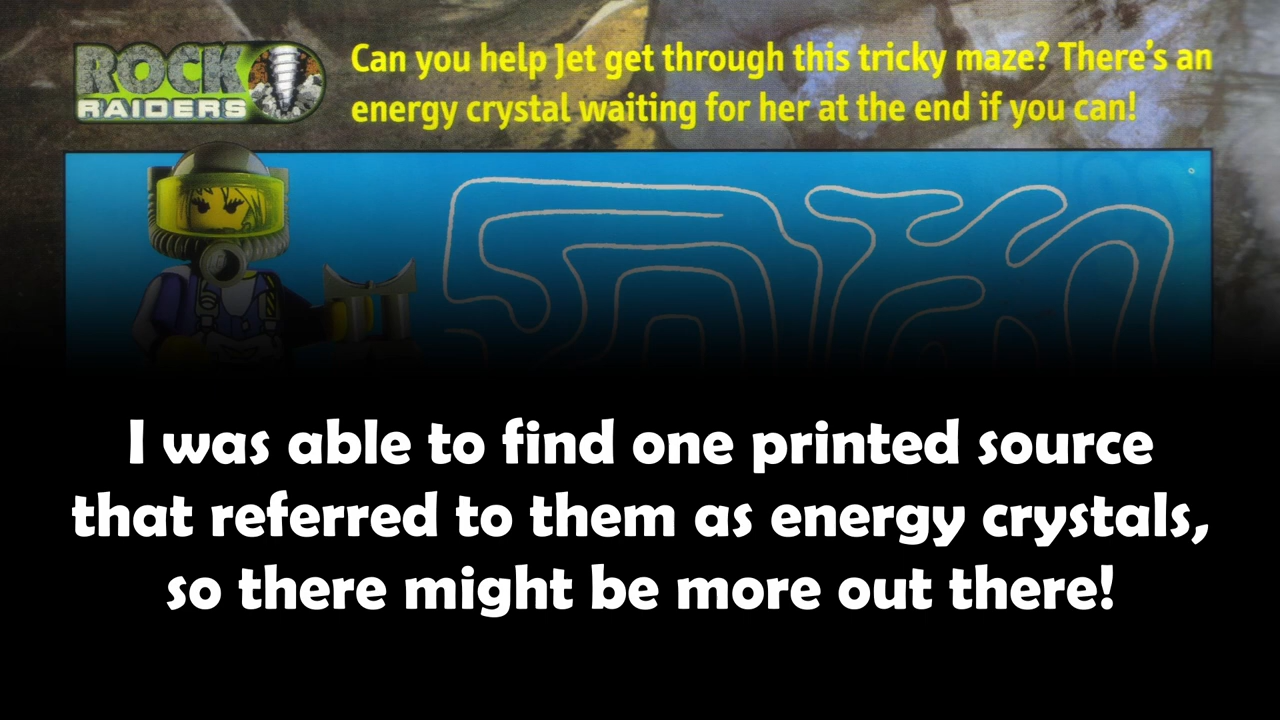 ROCK
RAIDERS
Can you help Jet get through this tricky maze? There's an
energy crystal waiting for her at the end if you can!
I was able to find one printed source
that referred to them as energy crystals,
so there might be more out there!